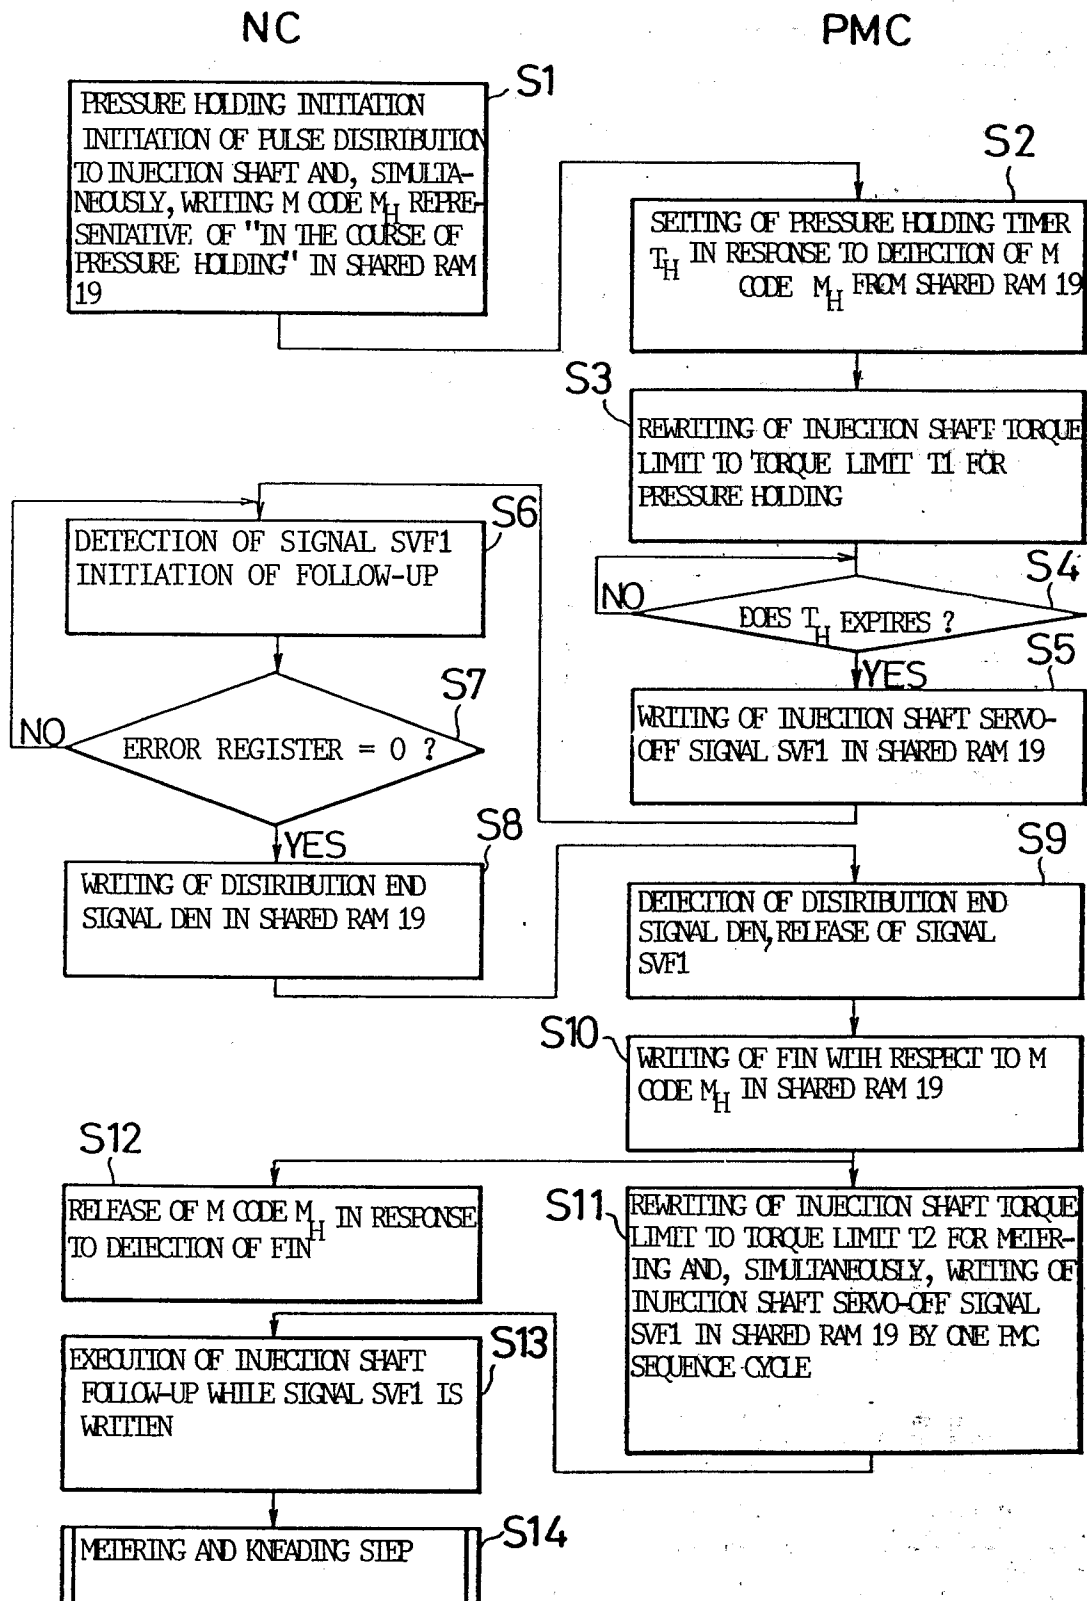 NC
PMC
S1
PRESSURE HOLDING INITIATION
INITIATION OF PULSE DISTRIBUTION
TO INJECTION SHAFT AND, SIMULTA-
NEOUSLY, WRITING M CODE MH REPRE-
SENTATIVE OF "IN THE COURSE OF
PRESSURE HOLDING" IN SHARED RAM
19
S2
SETTING OF PRESSURE HOLDING TIMER
TH IN RESPONSE TO DETECTION OF M
CODE MH FROM SHARED RAM 19
S3
REWRITING OF INJECTION SHAFT TORQUE
LIMIT TO TORQUE LIMIT T1 FOR
PRESSURE HOLDING
S4
NO
DOES TH EXPIRES ?
YES
S5
WRITING OF INJECTION SHAFT SERVO-
OFF SIGNAL SVF1 IN SHARED RAM 19
S6
DETECTION OF SIGNAL SVF1
INITIATION OF FOLLOW-UP
S7
NO
ERROR REGISTER = 0 ?
YES
S8
WRITING OF DISTRIBUTION END
SIGNAL DEN IN SHARED RAM 19
S9
DETECTION OF DISTRIBUTION END
SIGNAL DEN, RELEASE OF SIGNAL
SVF1
S10
WRITING OF FIN WITH RESPECT TO M
CODE MH IN SHARED RAM 19
S12
RELEASE OF M CODE MH IN RESPONSE
TO DETECTION OF FIN
S11
REWRITING OF INJECTION SHAFT TORQUE
LIMIT TO TORQUE LIMIT T2 FOR METER-
ING AND, SIMULTANEOUSLY, WRITING OF
INJECTION SHAFT SERVO-OFF SIGNAL
SVF1 IN SHARED RAM 19 BY ONE PMC
SEQUENCE CYCLE
S13
EXECUTION OF INJECTION SHAFT
FOLLOW-UP WHILE SIGNAL SVF1 IS
WRITTEN
S14
METERING AND KNEADING STEP